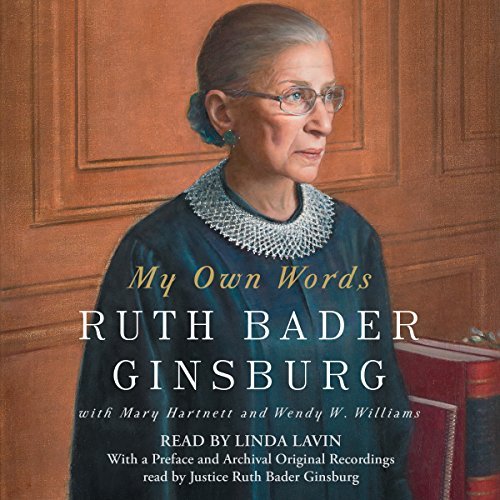 My Own Words
RUTH BADER
GINSBURG
with Mary Hartnett and Wendy W. Williams
READ BY LINDA LAVIN
With a Preface and Archival Original Recordings
read by Justice Ruth Bader Ginsburg